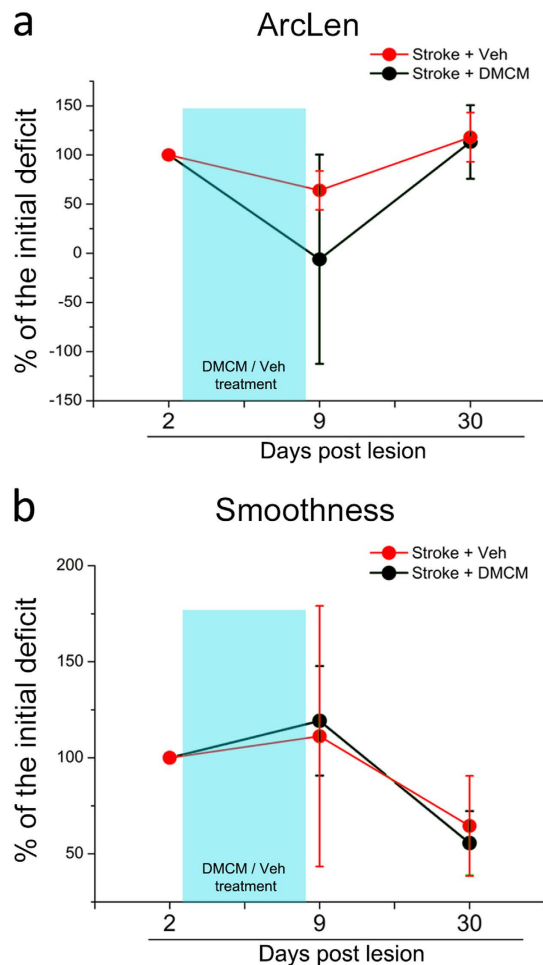 a
ArcLen
Stroke + Veh
Stroke + DMCM
% of the initial deficit
150
100
50
0
-50
-100
-150
DMCM / Veh
treatment
2
9
30
Days post lesion
b
Smoothness
Stroke + Veh
Stroke + DMCM
% of the initial deficit
200
150
100
50
DMCM / Veh
treatment
2
9
30
Days post lesion